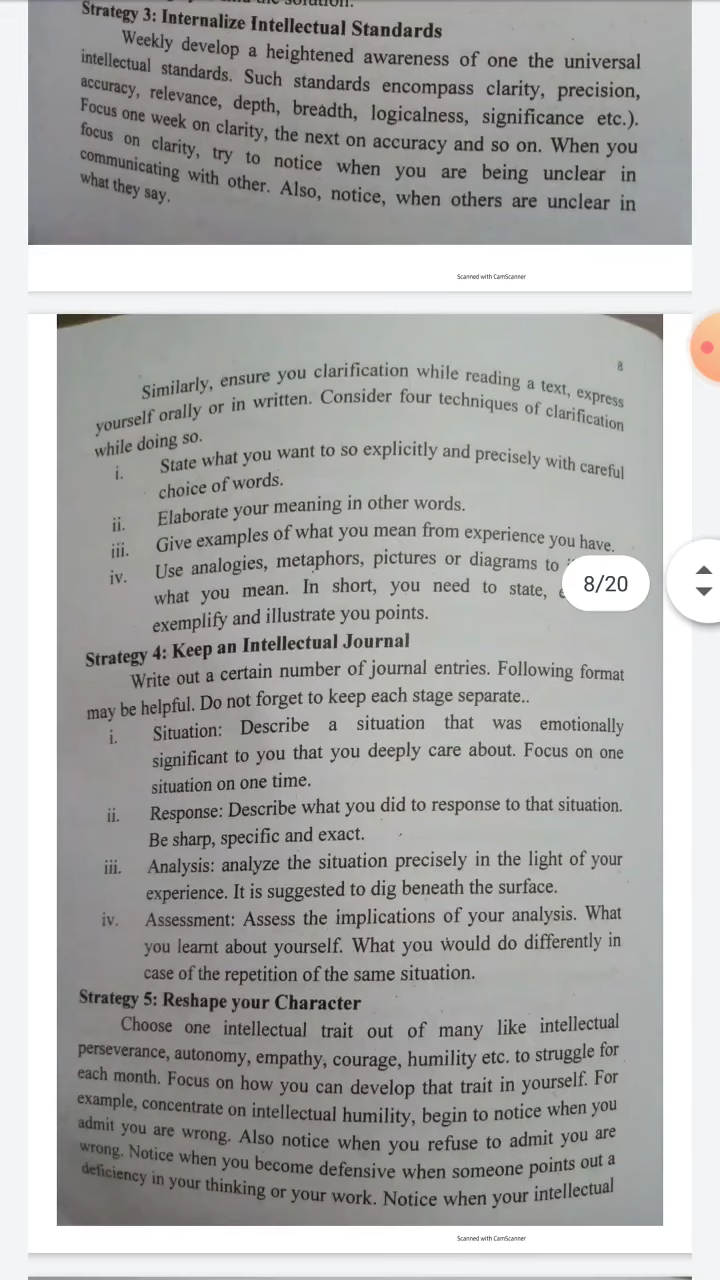 Strategy 3: Internalize Intellectual Standards
Weekly develop a heightened awareness of one the universal
intellectual standards. Such standards encompass clarity, precision,
accuracy, relevance, depth, breadth, logicalness, significance etc.).
Focus one week on clarity, the next on accuracy and so on. When you
focus on clarity, try to notice when you are being unclear in
communicating with other. Also, notice, when others are unclear in
what they say.
Scanned with CamScanner
8
Similarly, ensure you clarification while reading a text, express
yourself orally or in written. Consider four techniques of clarification
while doing so.
i. State what you want to so explicitly and precisely with careful
choice of words.
ii. Elaborate your meaning in other words.
iii. Give examples of what you mean from experience you have.
iv. Use analogies, metaphors, pictures or diagrams to
what you mean. In short, you need to state,
8/20
exemplify and illustrate you points.
Strategy 4: Keep an Intellectual Journal
Write out a certain number of journal entries. Following format
may be helpful. Do not forget to keep each stage separate..
i. Situation: Describe a situation that was emotionally
significant to you that you deeply care about. Focus on one
situation on one time.
ii. Response: Describe what you did to response to that situation.
Be sharp, specific and exact.
iii. Analysis: analyze the situation precisely in the light of your
experience. It is suggested to dig beneath the surface.
iv. Assessment: Assess the implications of your analysis. What
you learnt about yourself. What you would do differently in
case of the repetition of the same situation.
Strategy 5: Reshape your Character
Choose one intellectual trait out of many like intellectual
perseverance, autonomy, empathy, courage, humility etc. to struggle for
each month. Focus on how you can develop that trait in yourself. For
example, concentrate on intellectual humility, begin to notice when you
admit you are wrong. Also notice when you refuse to admit you are
wrong. Notice when you become defensive when someone points out a
deficiency in your thinking or your work. Notice when your intellectual
Scanned with CamScanner